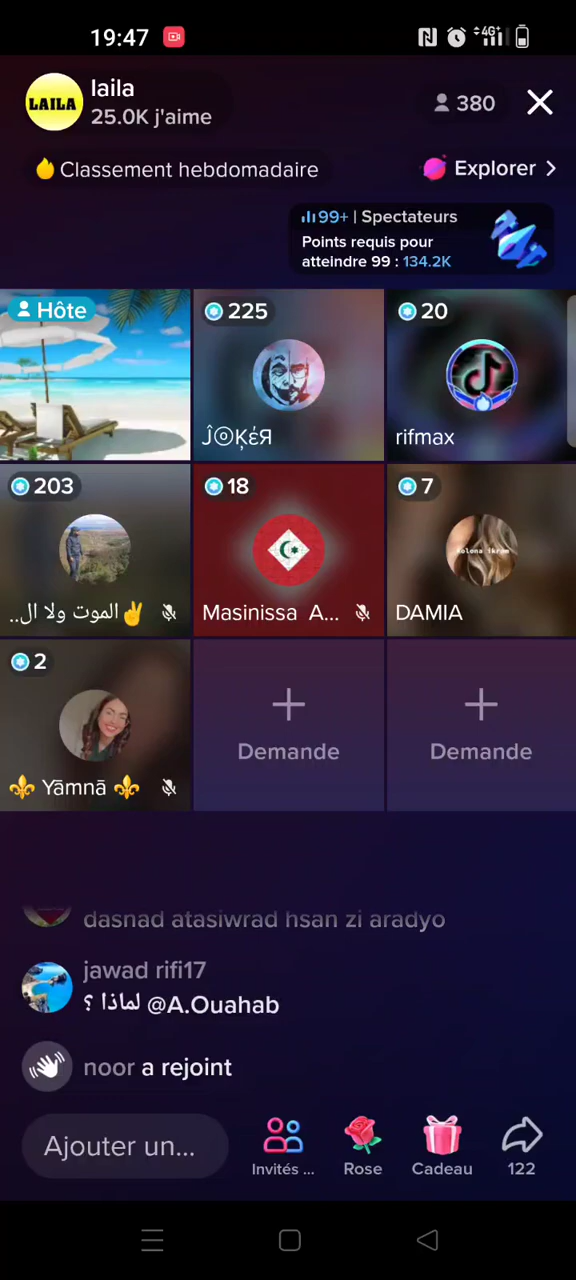 19:47
4G+
LAILA
laila
25.0K j'aime
380
Classement hebdomadaire
Explorer
99+ | Spectateurs
Points requis pour
atteindre 99 : 134.2K
Hôte
225
20
Ĵ⦾ĶέЯ
rifmax
203
18
7
الموت ولا ال..
Masinissa A...
DAMIA
2
⚜️ Yāmnā ⚜️
Demande
Demande
dasnad atasiwrad hsan zi aradyo
jawad rifi17
لماذا ؟ @A.Ouahab
noor a rejoint
Ajouter un...
Invités ...
Rose
Cadeau
122